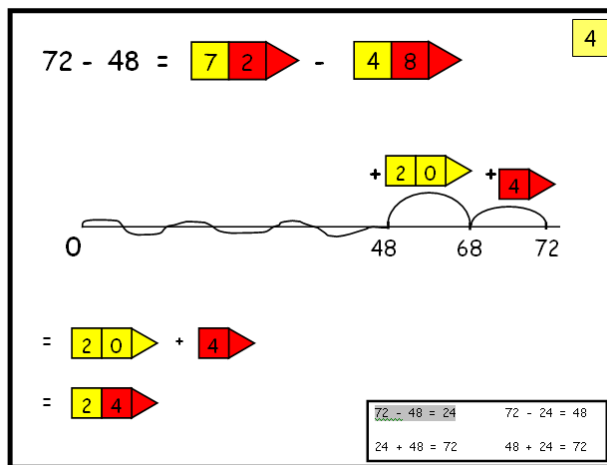 4
72 - 48 = 72 - 48
+ 20 + 4
0 48 68 72
= 20 + 4
= 24
72 - 48 = 24 72 - 24 = 48
24 + 48 = 72 48 + 24 = 72